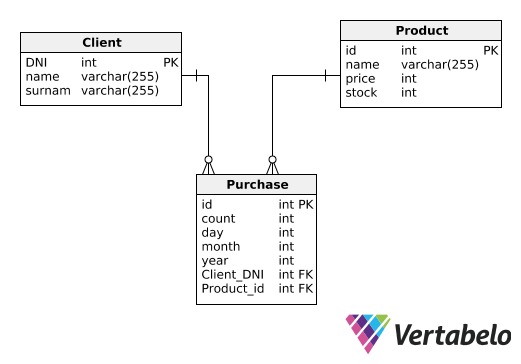 Client
DNI int PK
name varchar(255)
surnam varchar(255)
Product
id int PK
name varchar(255)
price int
stock int
Purchase
id int PK
count int
day int
month int
year int
Client_DNI int FK
Product_id int FK
Vertabelo